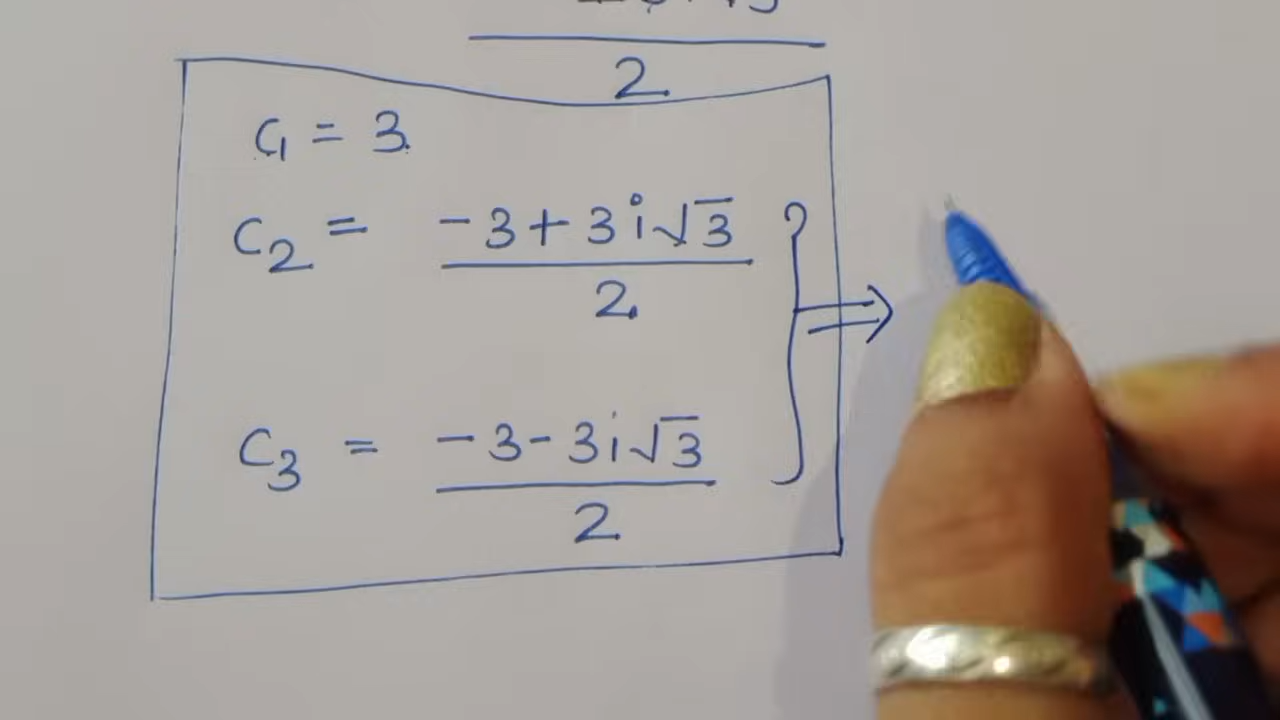 2
C1 = 3
C2 = -3+3i√3
2
C3 = -3-3i√3
2